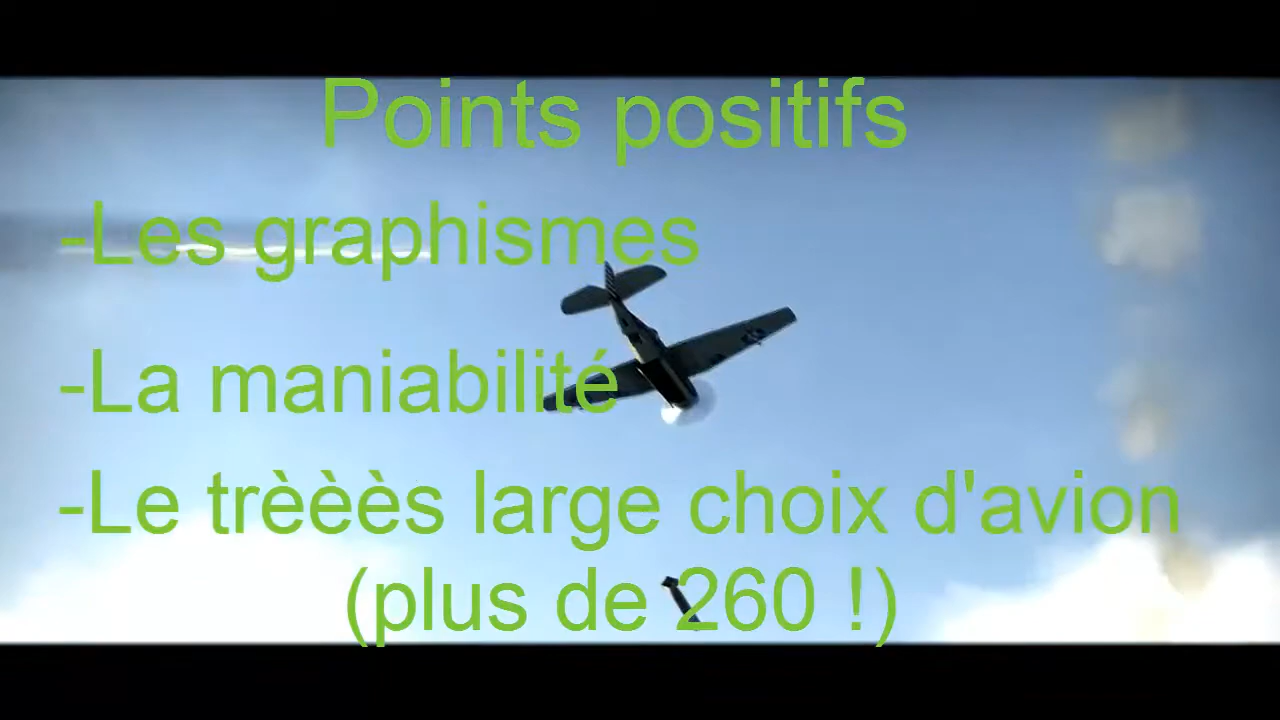 Points positifs
-Les graphismes
-La maniabilité
-Le trèèès large choix d'avion
(plus de 260 !)